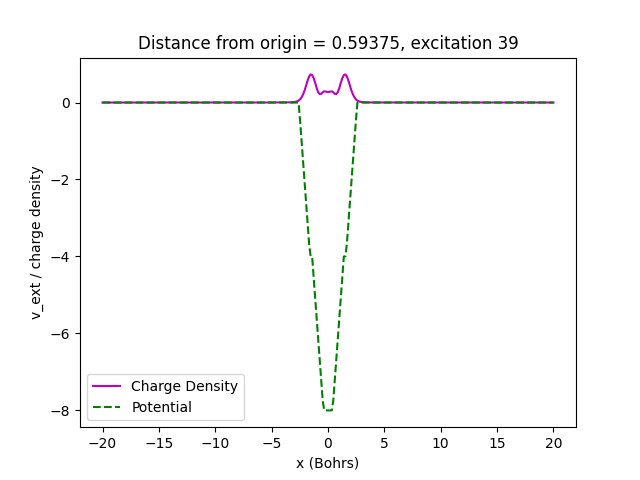 Distance from origin = 0.59375, excitation 39
v_ext / charge density
0
−2
−4
−6
−8
Charge Density
Potential
−20
−15
−10
−5
0
5
10
15
20
x (Bohrs)